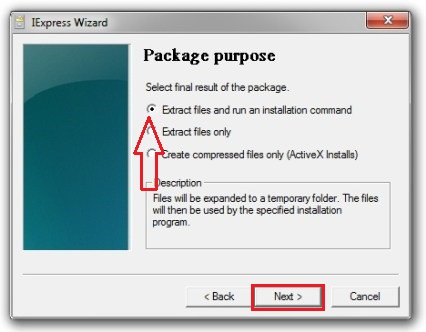 IExpress Wizard
Package purpose
Select final result of the package.
Extract files and run an installation command
Extract files only
Create compressed files only (ActiveX Installs)
Description
Files will be expanded to a temporary folder. The files
will then be used by the specified installation
program.
< Back
Next >
Cancel